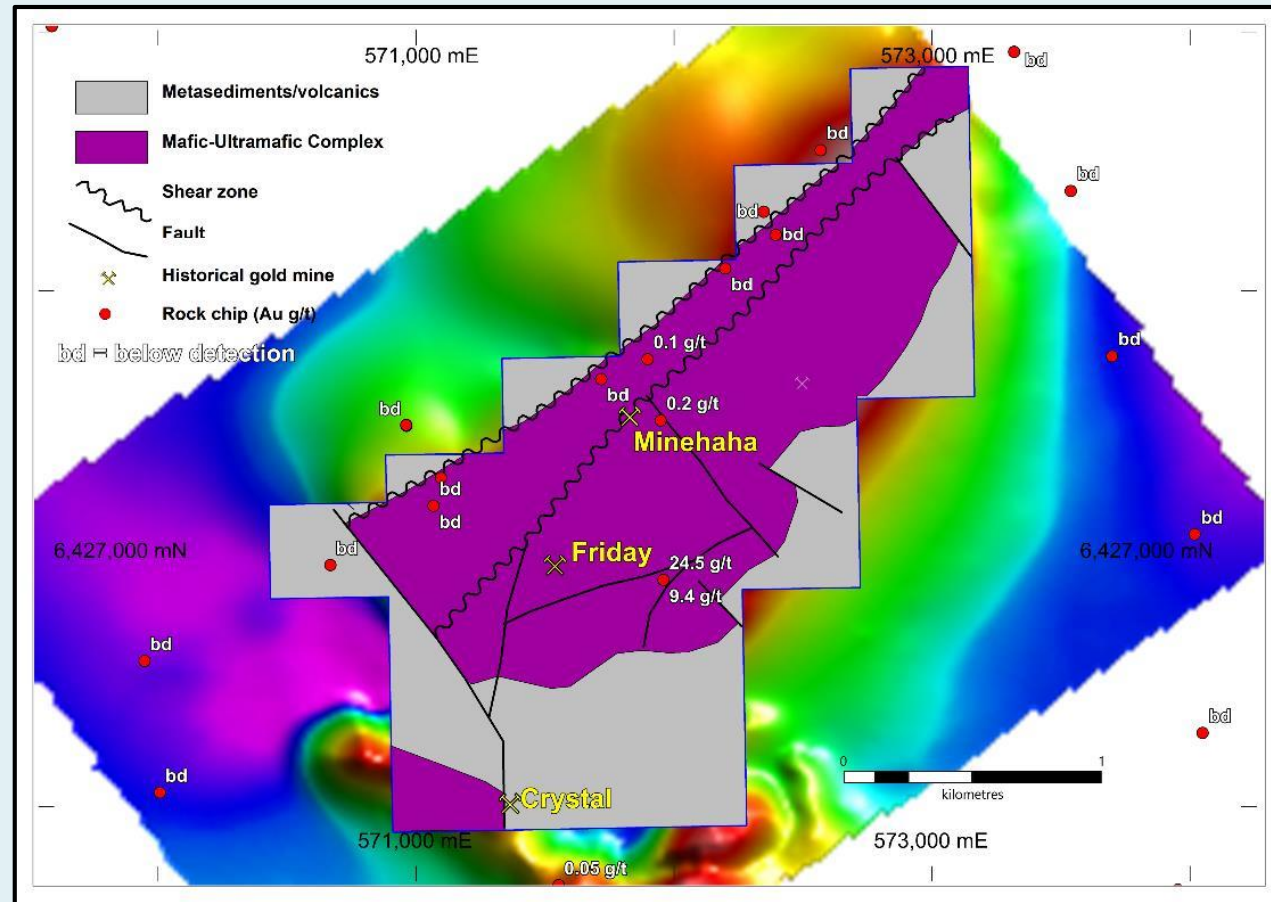 571,000 mE
573,000 mE
bd
Metasediments/volcanics
Mafic-Ultramafic Complex
Shear zone
Fault
Historical gold mine
Rock chip (Au g/t)
bd = below detection
bd
bd
bd
bd
bd
0.1 g/t
bd
bd
0.2 g/t
bd
Minehaha
bd
bd
bd
6,427,000 mN
bd
Friday
24.5 g/t
9.4 g/t
6,427,000 mN
bd
bd
bd
bd
Crystal
0
1
kilometres
571,000 mE
573,000 mE
0.05 g/t